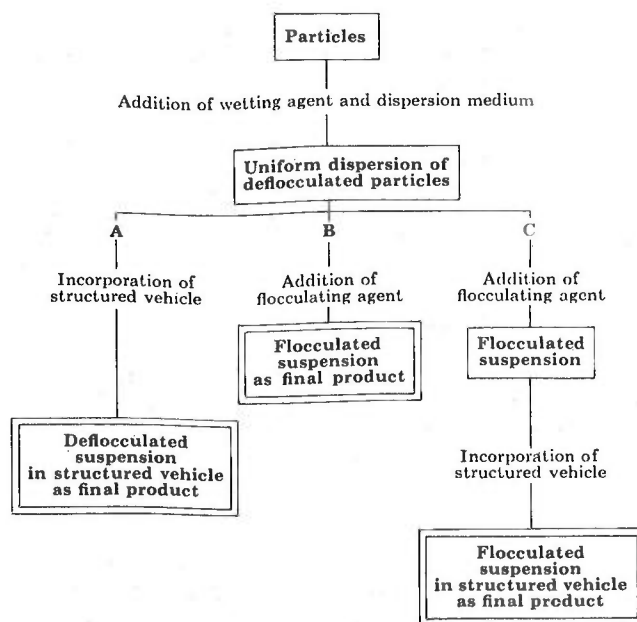 Particles
Addition of wetting agent and dispersion medium
Uniform dispersion of
deflocculated particles
A
B
C
Incorporation of
structured vehicle
Addition of
flocculating agent
Addition of
flocculating agent
Flocculated
suspension
as final product
Flocculated
suspension
Deflocculated
suspension
in structured vehicle
as final product
Incorporation of
structured vehicle
Flocculated
suspension
in structured vehicle
as final product